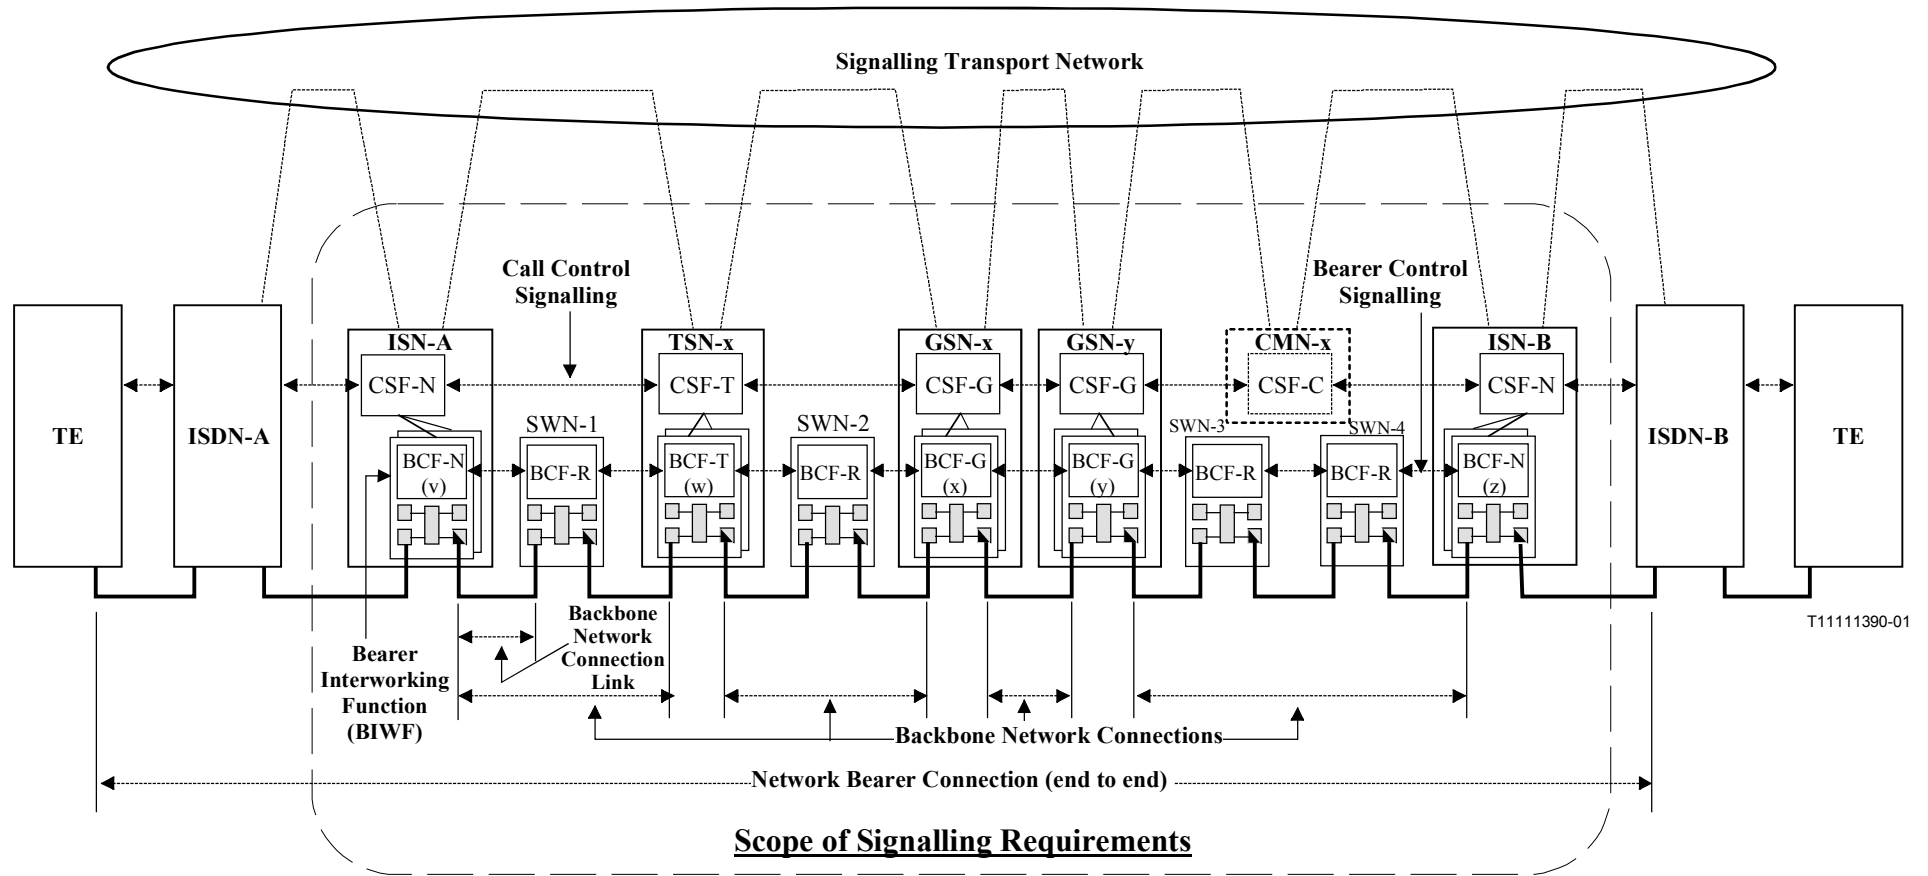 Signalling Transport Network
Call Control
Signalling
Bearer Control
Signalling
ISN-A
TSN-x
GSN-x
GSN-y
CMN-x
ISN-B
CSF-N
CSF-T
CSF-G
CSF-G
CSF-C
CSF-N
TE
ISDN-A
SWN-1
SWN-2
SWN-3
SWN-4
ISDN-B
TE
BCF-N
(v)
BCF-R
BCF-T
(w)
BCF-R
BCF-G
(x)
BCF-G
(y)
BCF-R
BCF-R
BCF-N
(z)
T11111390-01
Backbone
Network
Connection
Link
Bearer
Interworking
Function
(BIWF)
Backbone Network Connections
Network Bearer Connection (end to end)
Scope of Signalling Requirements